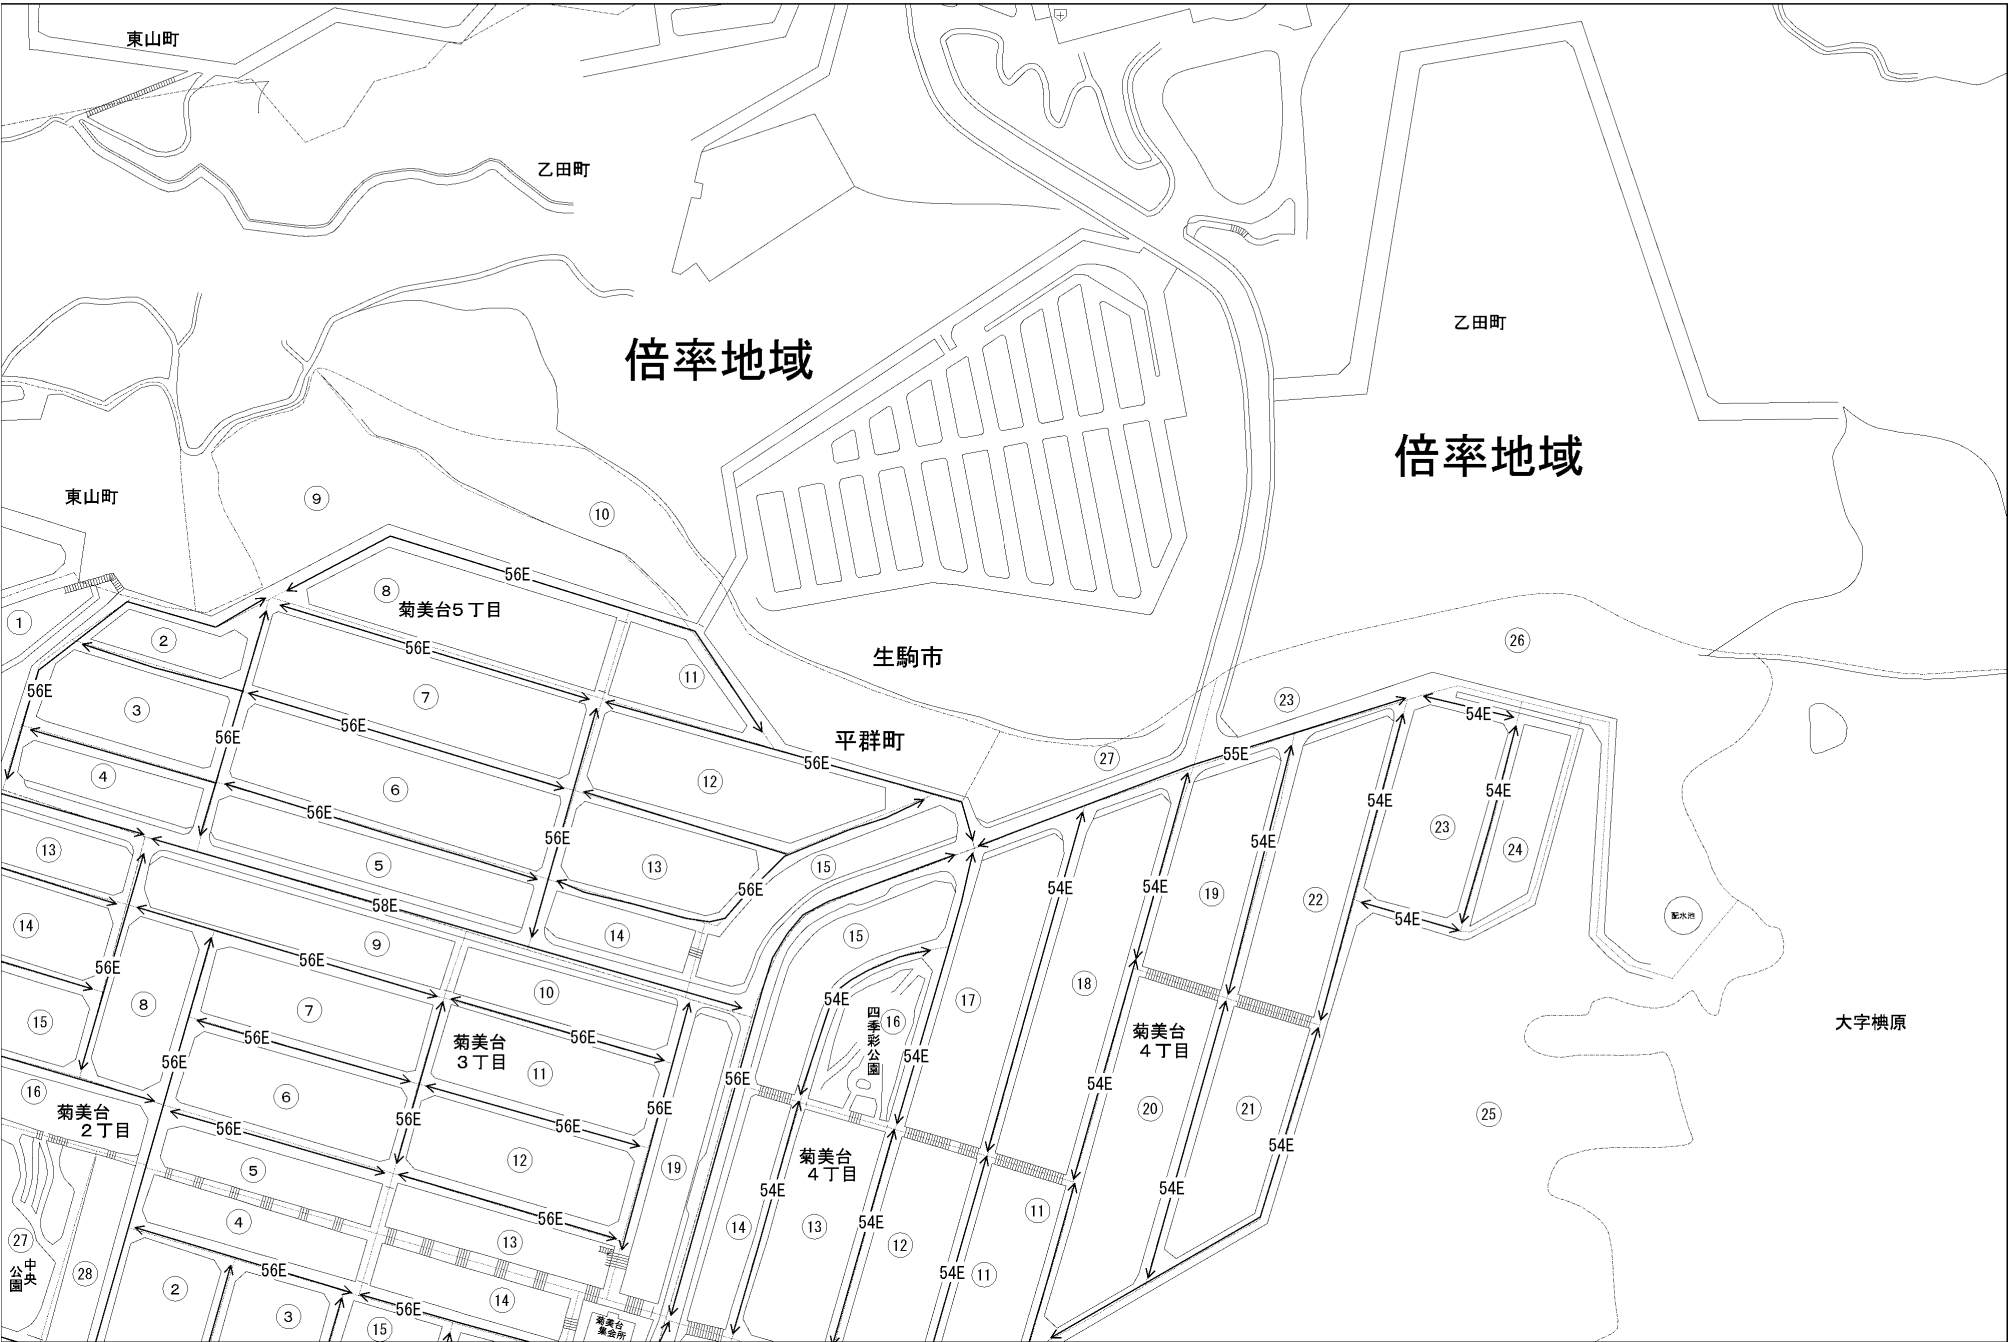 東山町
乙田町
倍率地域
乙田町
倍率地域
東山町
⑨
⑩
56E
⑧
菊美台5丁目
①
②
56E
生駒市
㉖
⑪
56E
③
⑦
㉓
54E
56E
56E
平群町
56E
㉗
55E
④
⑥
⑫
54E
54E
56E
56E
54E
㉓
⑬
⑤
⑬
⑮
㉔
56E
54E
54E
⑲
㉒
58E
配水池
54E
⑭
⑭
⑮
⑨
56E
56E
⑩
54E
⑰
⑱
⑧
⑦
⑮
四季彩公園
⑯
菊美台
3丁目
56E
56E
菊美台
4丁目
大字椣原
56E
54E
⑪
56E
54E
⑯
⑥
⑳
㉑
㉕
菊美台
2丁目
56E
56E
56E
56E
54E
⑤
⑫
⑲
菊美台
4丁目
54E
54E
④
56E
⑭
⑬
54E
⑪
⑬
⑫
㉗
中央
公園
㉘
56E
54E
⑪
②
③
56E
⑭
⑮
菊美台
集会所